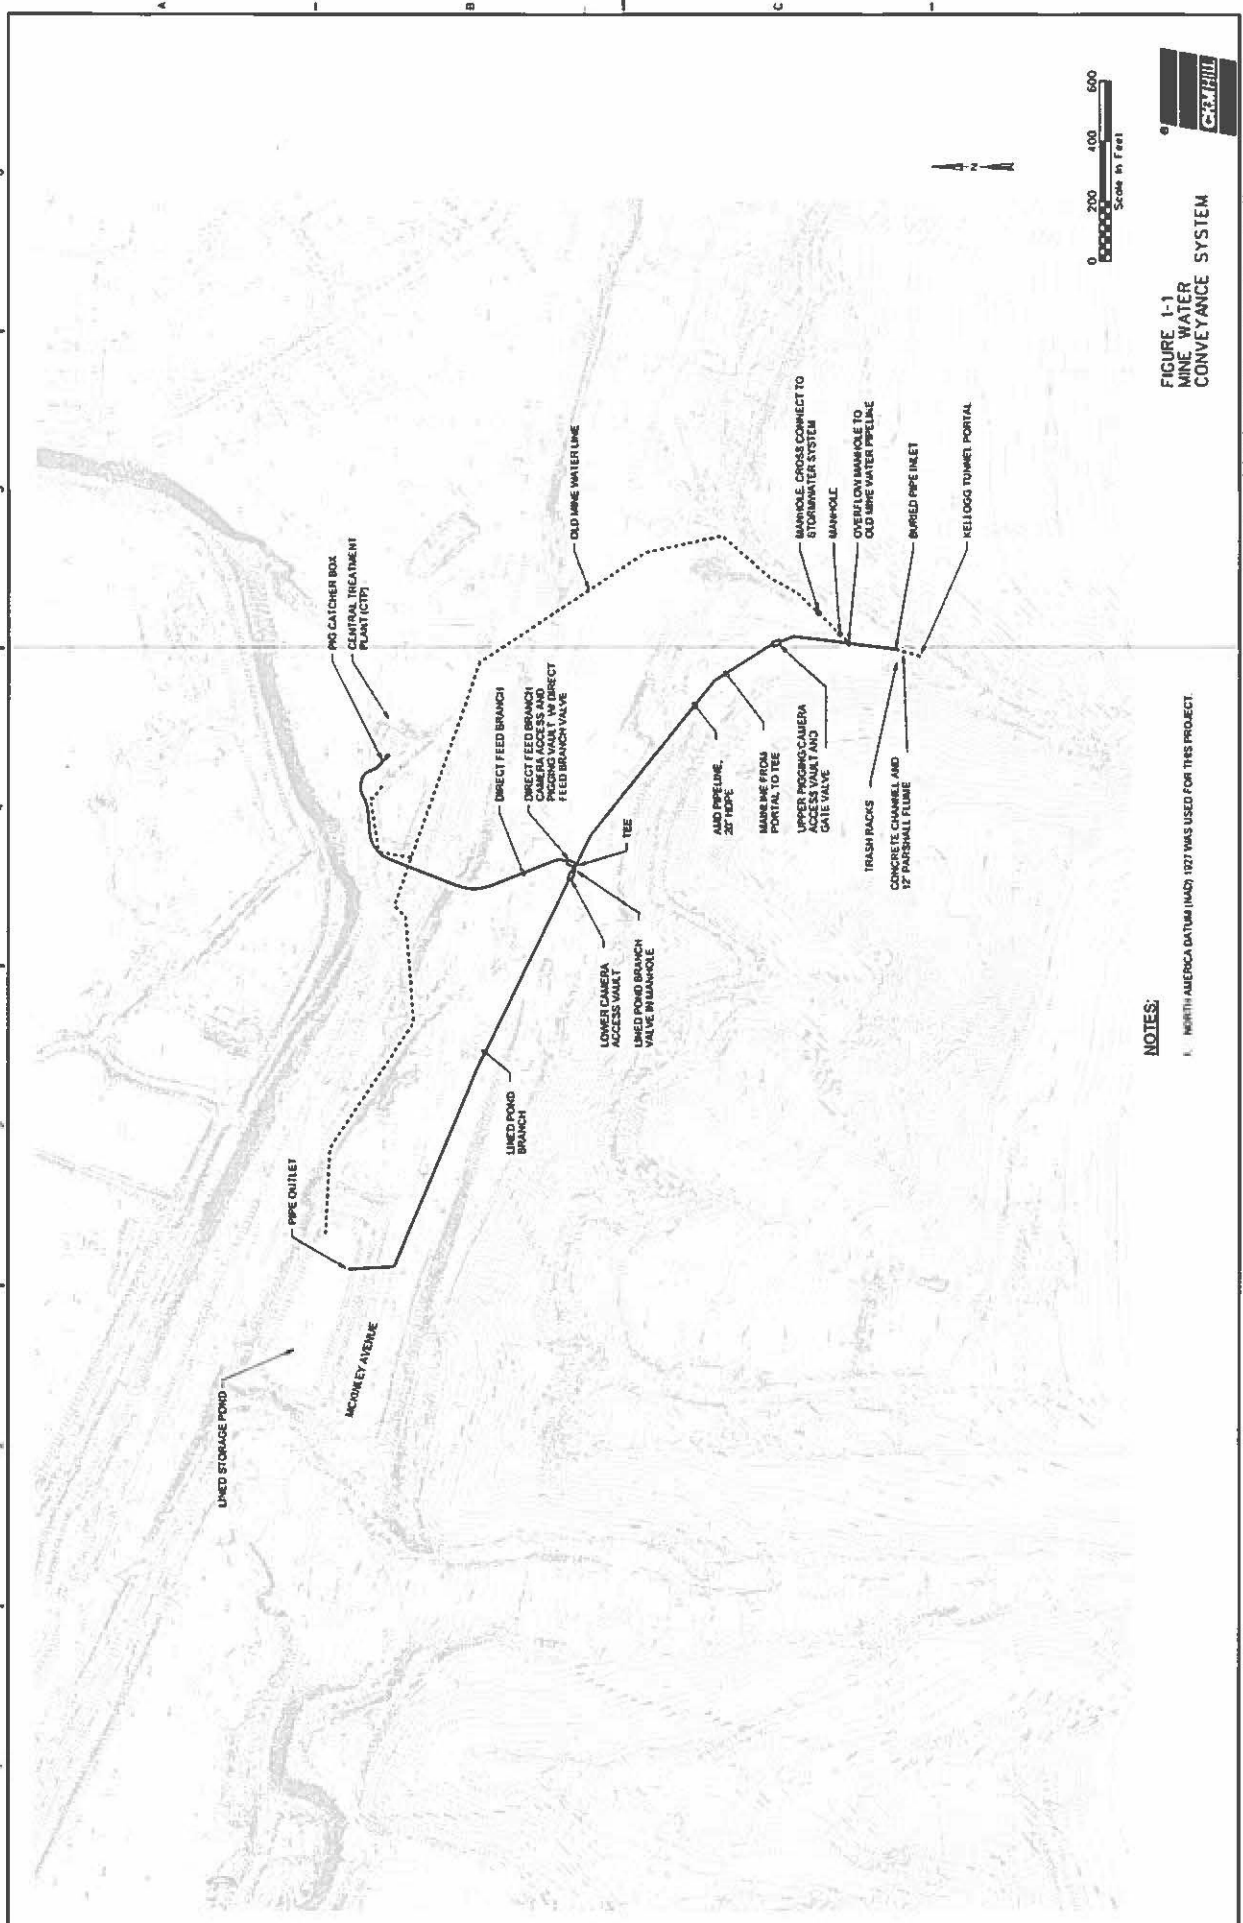 A
B
C
PIG CATCHER BOX
CENTRAL TREATMENT
PLANT (CTP)
OLD MINE WATER LINE
DIRECT FEED BRANCH
DIRECT FEED BRANCH
CAMERA ACCESS AND
PIGGING VAULT W/ DIRECT
FEED BRANCH VALVE
TEE
MANHOLE, CROSS CONNECT TO
STORMWATER SYSTEM
MANHOLE
OVERFLOW MANHOLE TO
OLD MINE WATER PIPELINE
BURIED PIPE INLET
KELLOGG TUNNEL PORTAL
AMD PIPELINE,
20" HDPE
MAINLINE FROM
PORTAL TO TEE
UPPER PIGGING/CAMERA
ACCESS VAULT AND
GATE VALVE
TRASH RACKS
CONCRETE CHANNEL AND
12" PARSHALL FLUME
LOWER CAMERA
ACCESS VAULT
LINED POND BRANCH
VALVE IN MANHOLE
LINED POND
BRANCH
PIPE OUTLET
MCKINLEY AVENUE
LINED STORAGE POND
N
0 200 400 600
Scale in Feet
NOTES:
1. NORTH AMERICA DATUM (NAD) 1927 WAS USED FOR THIS PROJECT.
FIGURE 1-1
MINE WATER
CONVEYANCE SYSTEM
CH2MHILL